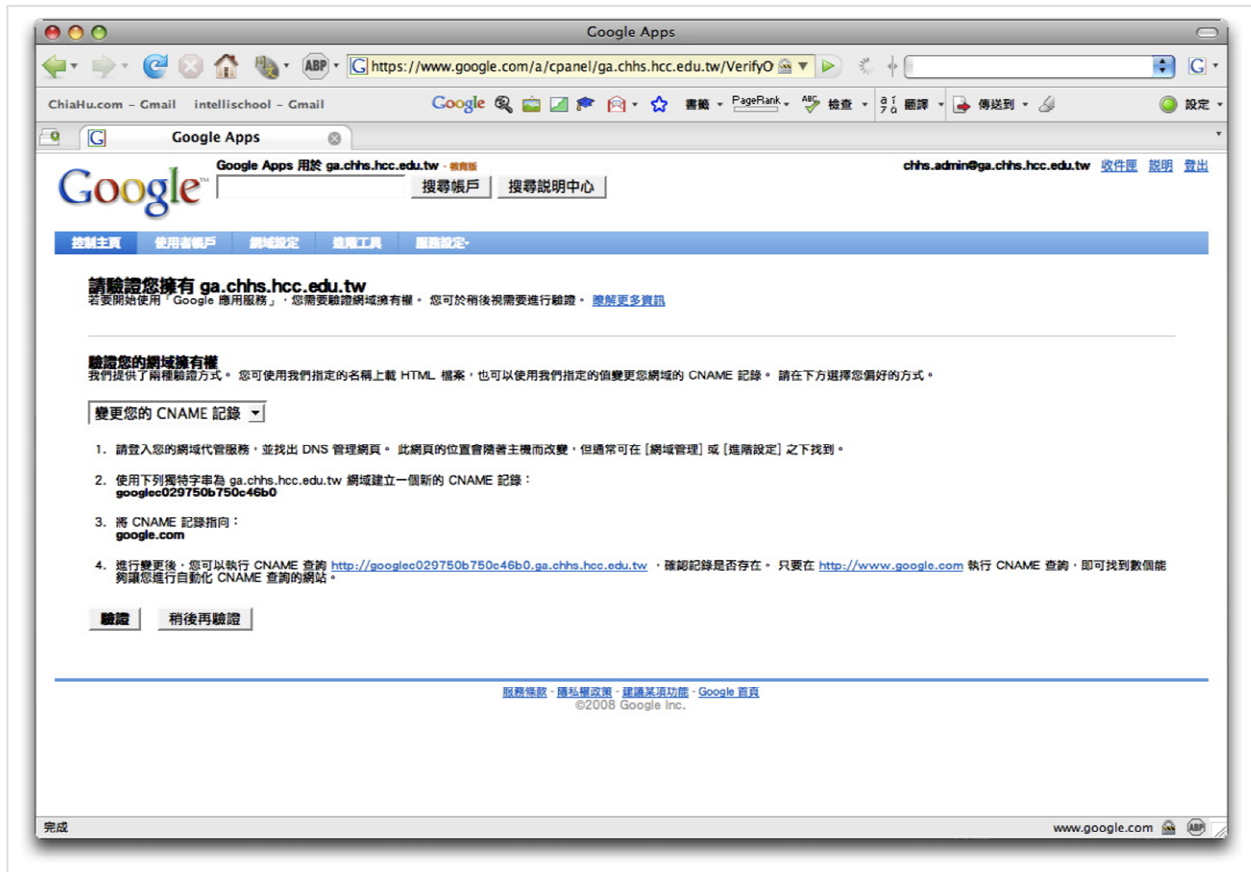 Google Apps
ABP
https://www.google.com/a/cpanel/ga.chhs.hcc.edu.tw/VerifyO
G
ChiaHu.com – Gmail intellischool – Gmail Google 書籤 PageRank ABC 檢查 翻譯 傳送到 設定
G Google Apps
Google™
Google Apps 用於 ga.chhs.hcc.edu.tw - 教育版
chhs.admin@ga.chhs.hcc.edu.tw 收件匣 説明 登出
搜尋帳戶 搜尋説明中心
控制主頁 使用者帳戶 網域設定 進階工具 服務設定
請驗證您擁有 ga.chhs.hcc.edu.tw
若要開始使用「Google 應用服務」，您需要驗證網域擁有權。 您可於稍後視需要進行驗證。 瞭解更多資訊
驗證您的網域擁有權
我們提供了兩種驗證方式。 您可使用我們指定的名稱上載 HTML 檔案，也可以使用我們指定的值變更您網域的 CNAME 記錄。 請在下方選擇您偏好的方式。
變更您的 CNAME 記錄
1. 請登入您的網域代管服務，並找出 DNS 管理網頁。 此網頁的位置會隨著主機而改變，但通常可在 [網域管理] 或 [進階設定] 之下找到。
2. 使用下列獨特字串為 ga.chhs.hcc.edu.tw 網域建立一個新的 CNAME 記錄：
googlec029750b750c46b0
3. 將 CNAME 記錄指向：
google.com
4. 進行變更後，您可以執行 CNAME 查詢 http://googlec029750b750c46b0.ga.chhs.hcc.edu.tw ，確認記錄是否存在。 只要在 http://www.google.com 執行 CNAME 查詢，即可找到數個能
夠讓您進行自動化 CNAME 查詢的網站。
驗證 稍後再驗證
服務條款 - 隱私權政策 - 建議某項功能 - Google 首頁
©2008 Google Inc.
完成
www.google.com ABP